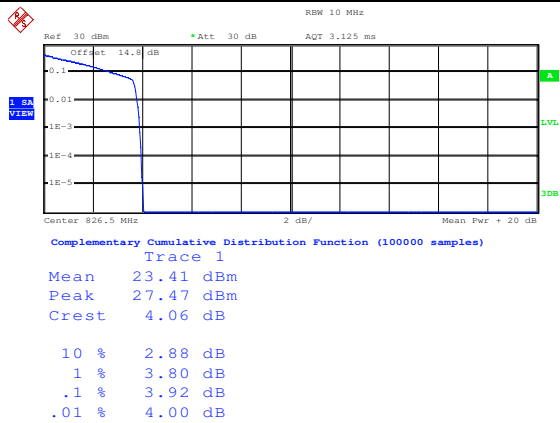 RBW 10 MHz
Ref 30 dBm *Att 30 dB AQT 3.125 ms
Offset 14.8 dB
0.1
A
0.01
1 SA
VIEW
1E-3
LVL
1E-4
1E-5
3DB
Center 826.5 MHz 2 dB/ Mean Pwr + 20 dB
Complementary Cumulative Distribution Function (100000 samples)
Trace 1
Mean 23.41 dBm
Peak 27.47 dBm
Crest 4.06 dB
10 % 2.88 dB
1 % 3.80 dB
.1 % 3.92 dB
.01 % 4.00 dB